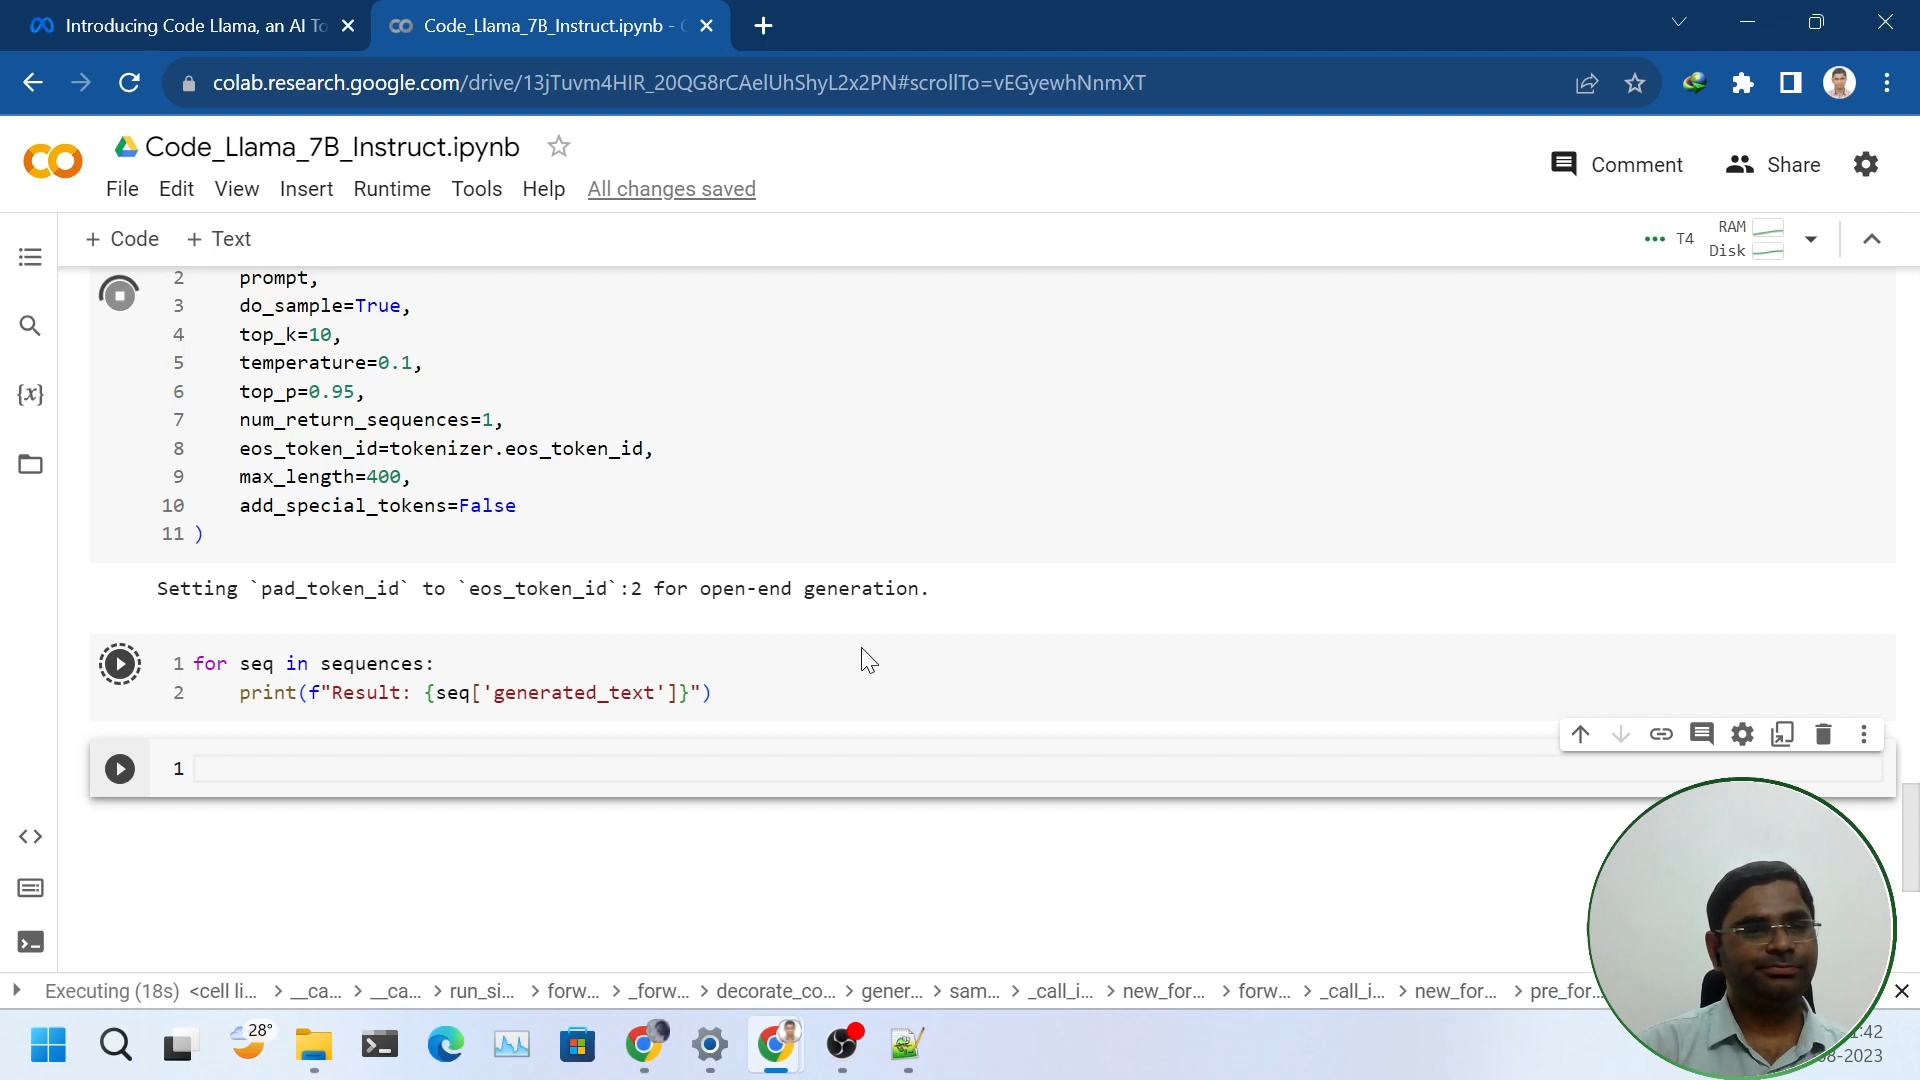 Introducing Code Llama, an AI To
Code_Llama_7B_Instruct.ipynb -
colab.research.google.com/drive/13jTuvm4HIR_20QG8rCAelUhShyL2x2PN#scrollTo=vEGyewhNnmXT
Code_Llama_7B_Instruct.ipynb
Comment
Share
File Edit View Insert Runtime Tools Help All changes saved
+ Code + Text
T4
RAM
Disk
2 prompt,
3 do_sample=True,
4 top_k=10,
5 temperature=0.1,
6 top_p=0.95,
7 num_return_sequences=1,
8 eos_token_id=tokenizer.eos_token_id,
9 max_length=400,
10 add_special_tokens=False
11 )
Setting `pad_token_id` to `eos_token_id`:2 for open-end generation.
1 for seq in sequences:
2 print(f"Result: {seq['generated_text']}")
1
Executing (18s) <cell li... > __ca... > __ca... > run_si... > forw... > _forw... > decorate_co... > gener... > sam... > _call_i... > new_for... > forw... > _call_i... > new_for... > pre_for...
28°
:42
08-2023